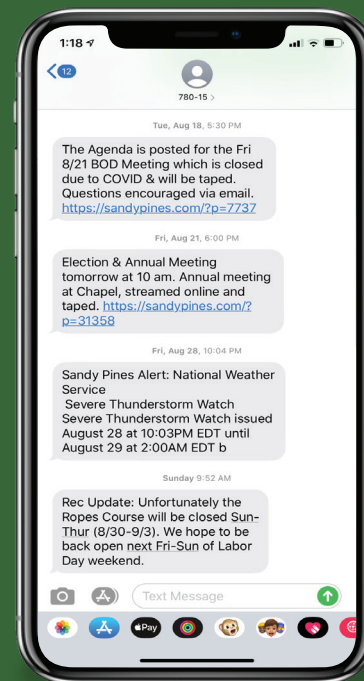 1:18
12
780-15 >
Tue, Aug 18, 5:30 PM
The Agenda is posted for the Fri
8/21 BOD Meeting which is closed
due to COVID & will be taped.
Questions encouraged via email.
https://sandypines.com/?p=7737
Fri, Aug 21, 6:00 PM
Election & Annual Meeting
tomorrow at 10 am. Annual meeting
at Chapel, streamed online and
taped. https://sandypines.com/?
p=31358
Fri, Aug 28, 10:04 PM
Sandy Pines Alert: National Weather
Service
Severe Thunderstorm Watch
Severe Thunderstorm Watch issued
August 28 at 10:03PM EDT until
August 29 at 2:00AM EDT b
Sunday 9:52 AM
Rec Update: Unfortunately the
Ropes Course will be closed Sun-
Thur (8/30-9/3). We hope to be
back open next Fri-Sun of Labor
Day weekend.
Text Message
Pay